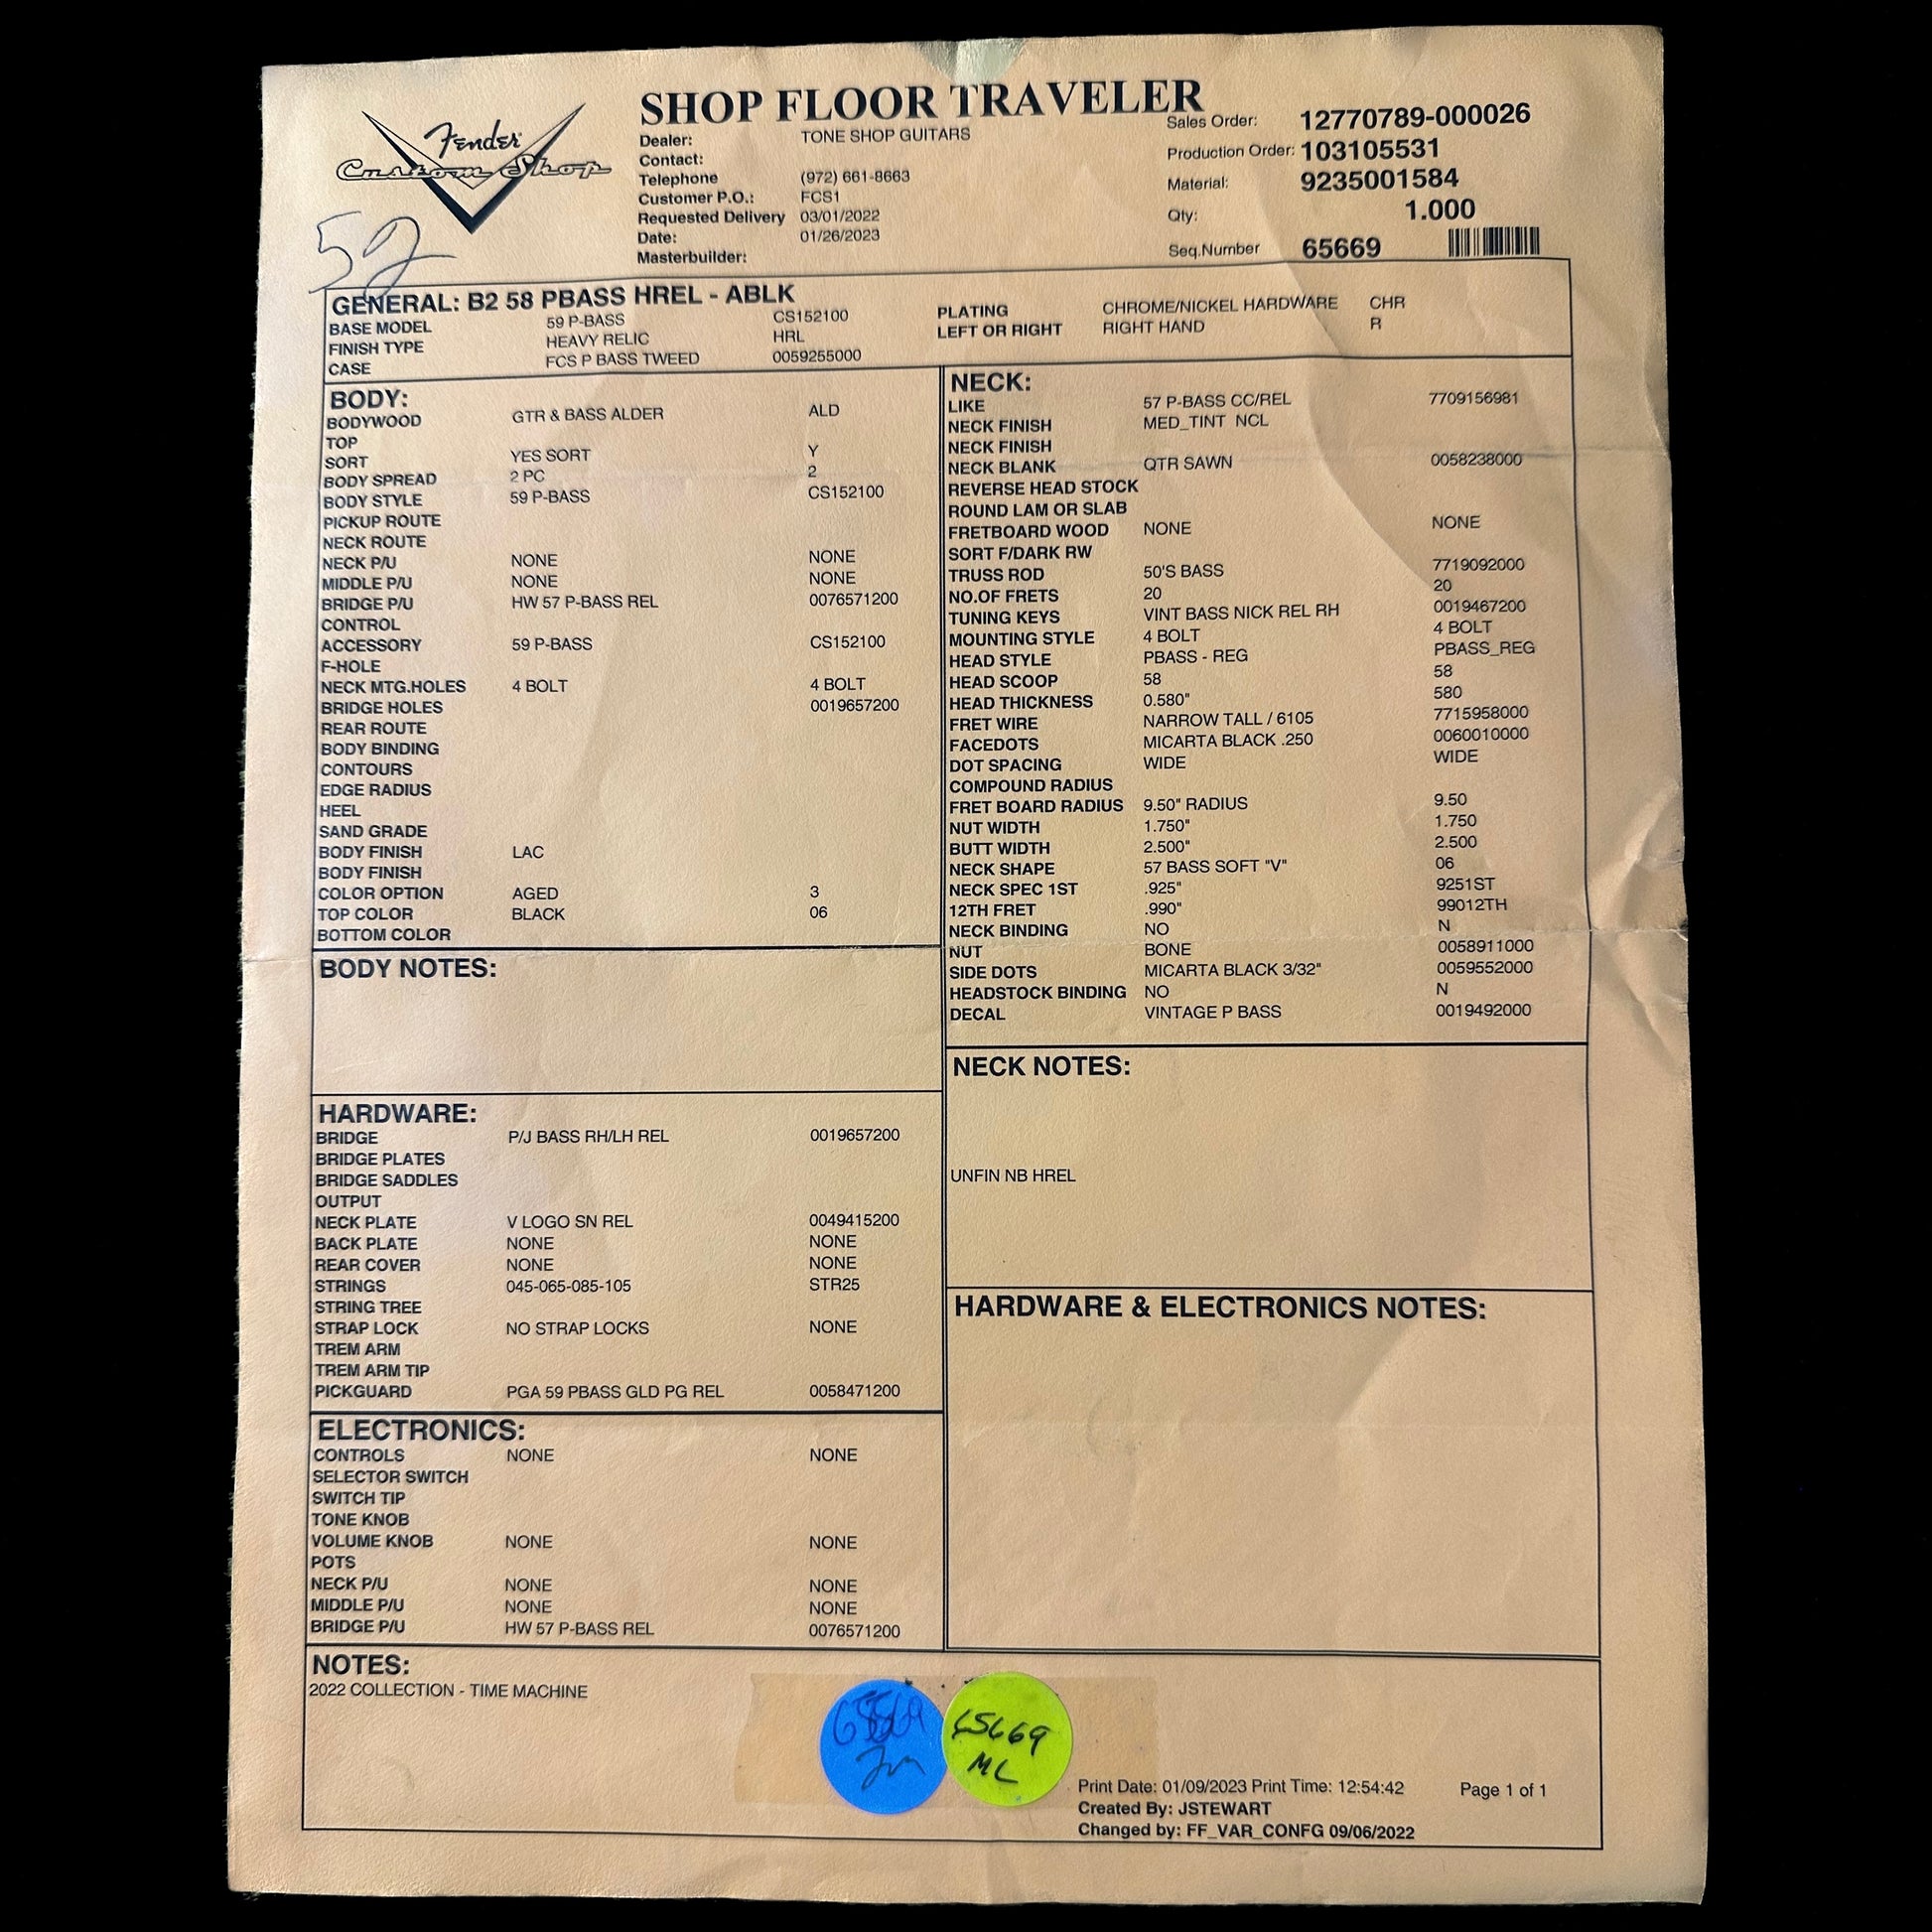 SHOP FLOOR TRAVELER
Fender
Custom Shop
52
Dealer: TONE SHOP GUITARS
Contact:
Telephone (972) 661-8663
Customer P.O.: FCS1
Requested Delivery 03/01/2022
Date: 01/26/2023
Masterbuilder:
Sales Order: 12770789-000026
Production Order: 103105531
Material: 9235001584
Qty: 1.000
Seq.Number 65669
GENERAL: B2 58 PBASS HREL - ABLK
BASE MODEL 59 P-BASS CS152100
FINISH TYPE HEAVY RELIC HRL
CASE FCS P BASS TWEED 0059255000
PLATING CHROME/NICKEL HARDWARE CHR
LEFT OR RIGHT RIGHT HAND R
BODY:
BODYWOOD GTR & BASS ALDER ALD
TOP
SORT YES SORT Y
BODY SPREAD 2 PC 2
BODY STYLE 59 P-BASS CS152100
PICKUP ROUTE
NECK ROUTE
NECK P/U NONE NONE
MIDDLE P/U NONE NONE
BRIDGE P/U HW 57 P-BASS REL 0076571200
CONTROL
ACCESSORY 59 P-BASS CS152100
F-HOLE
NECK MTG.HOLES 4 BOLT 4 BOLT
BRIDGE HOLES 0019657200
REAR ROUTE
BODY BINDING
CONTOURS
EDGE RADIUS
HEEL
SAND GRADE
BODY FINISH LAC
BODY FINISH
COLOR OPTION AGED 3
TOP COLOR BLACK 06
BOTTOM COLOR
BODY NOTES:
HARDWARE:
BRIDGE P/J BASS RH/LH REL 0019657200
BRIDGE PLATES
BRIDGE SADDLES
OUTPUT
NECK PLATE V LOGO SN REL 0049415200
BACK PLATE NONE NONE
REAR COVER NONE NONE
STRINGS 045-065-085-105 STR25
STRING TREE
STRAP LOCK NO STRAP LOCKS NONE
TREM ARM
TREM ARM TIP
PICKGUARD PGA 59 PBASS GLD PG REL 0058471200
ELECTRONICS:
CONTROLS NONE NONE
SELECTOR SWITCH
SWITCH TIP
TONE KNOB
VOLUME KNOB NONE NONE
POTS
NECK P/U NONE NONE
MIDDLE P/U NONE NONE
BRIDGE P/U HW 57 P-BASS REL 0076571200
NECK:
LIKE 57 P-BASS CC/REL 7709156981
NECK FINISH MED_TINT NCL
NECK FINISH
NECK BLANK QTR SAWN 0058238000
REVERSE HEAD STOCK
ROUND LAM OR SLAB
FRETBOARD WOOD NONE NONE
SORT F/DARK RW
TRUSS ROD 50'S BASS 7719092000
NO.OF FRETS 20 20
TUNING KEYS VINT BASS NICK REL RH 0019467200
MOUNTING STYLE 4 BOLT 4 BOLT
HEAD STYLE PBASS - REG PBASS_REG
HEAD SCOOP 58 58
HEAD THICKNESS 0.580" 580
FRET WIRE NARROW TALL / 6105 7715958000
FACEDOTS MICARTA BLACK .250 0060010000
DOT SPACING WIDE WIDE
COMPOUND RADIUS
FRET BOARD RADIUS 9.50" RADIUS 9.50
NUT WIDTH 1.750" 1.750
BUTT WIDTH 2.500" 2.500
NECK SHAPE 57 BASS SOFT "V" 06
NECK SPEC 1ST .925" 9251ST
12TH FRET .990" 99012TH
NECK BINDING NO N
NUT BONE 0058911000
SIDE DOTS MICARTA BLACK 3/32" 0059552000
HEADSTOCK BINDING NO N
DECAL VINTAGE P BASS 0019492000
NECK NOTES:
UNFIN NB HREL
HARDWARE & ELECTRONICS NOTES:
NOTES:
2022 COLLECTION - TIME MACHINE
65669
ML
Print Date: 01/09/2023 Print Time: 12:54:42 Page 1 of 1
Created By: JSTEWART
Changed by: FF_VAR_CONFG 09/06/2022